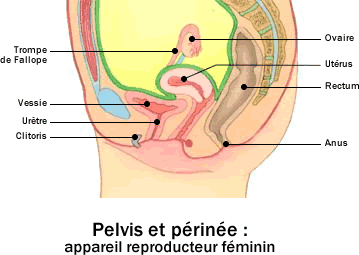 Trompe
de Fallope
Vessie
Urètre
Clitoris
Ovaire
Utérus
Rectum
Anus
Pelvis et périnée :
appareil reproducteur féminin